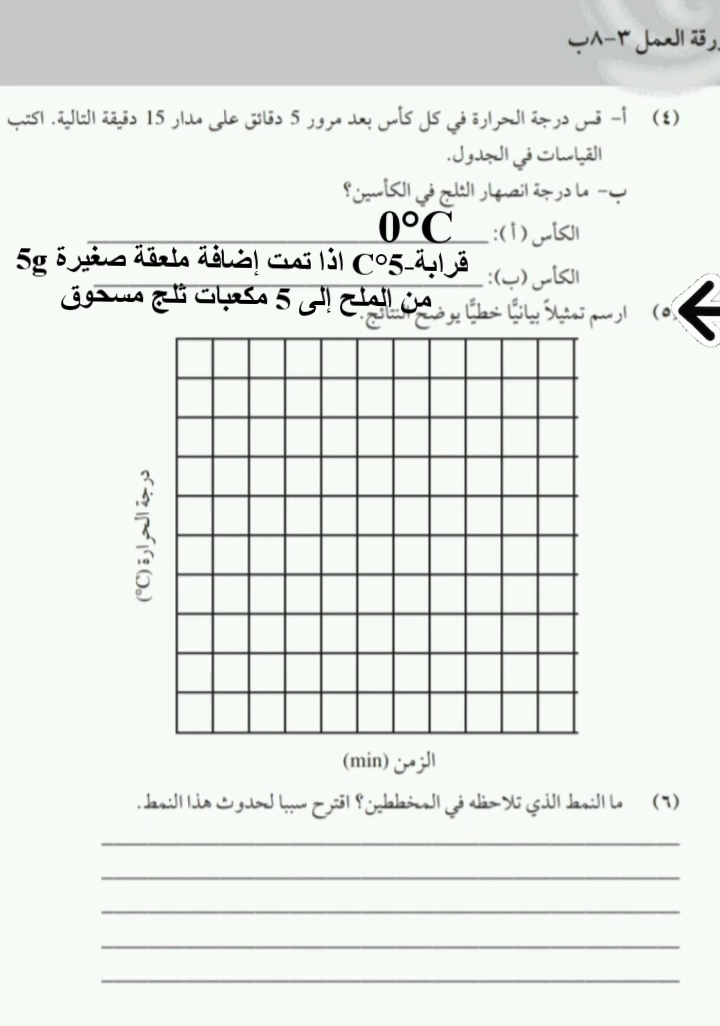 رقة العمل ٣-٨ب
(٤) أ- قس درجة الحرارة في كل كأس بعد مرور 5 دقائق على مدار 15 دقيقة التالية. اكتب
القياسات في الجدول.
ب- ما درجة انصهار الثلج في الكأسين؟
الكأس (أ): 0°C
قرابة -5°C اذا تمت إضافة ملعقة صغيرة 5g
الكأس (ب):
من الملح إلى 5 مكعبات ثلج مسحوق
(٥) ارسم تمثيلاً بيانيًّا خطيًّا يوضح النتائج.
درجة الحرارة (°C)
الزمن (min)
(٦) ما النمط الذي تلاحظه في المخططين؟ اقترح سببا لحدوث هذا النمط.